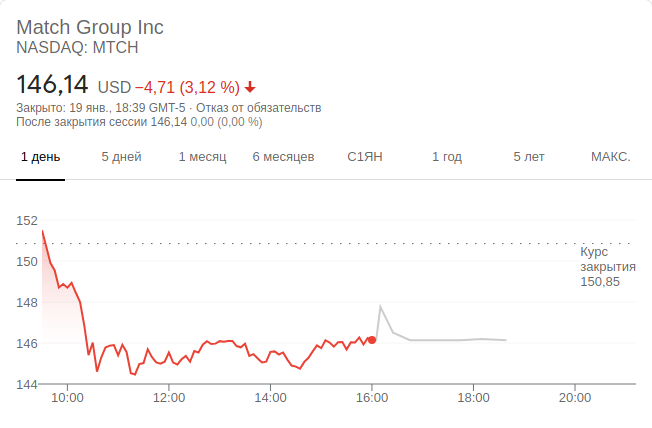 Match Group Inc
NASDAQ: MTCH
146,14 USD −4,71 (3,12 %)
Закрыто: 19 янв., 18:39 GMT-5 · Отказ от обязательств
После закрытия сессии 146,14 0,00 (0,00 %)
1 день 5 дней 1 месяц 6 месяцев С1ЯН 1 год 5 лет МАКС.
152
150
148
146
144
Курс
закрытия
150,85
10:00 12:00 14:00 16:00 18:00 20:00